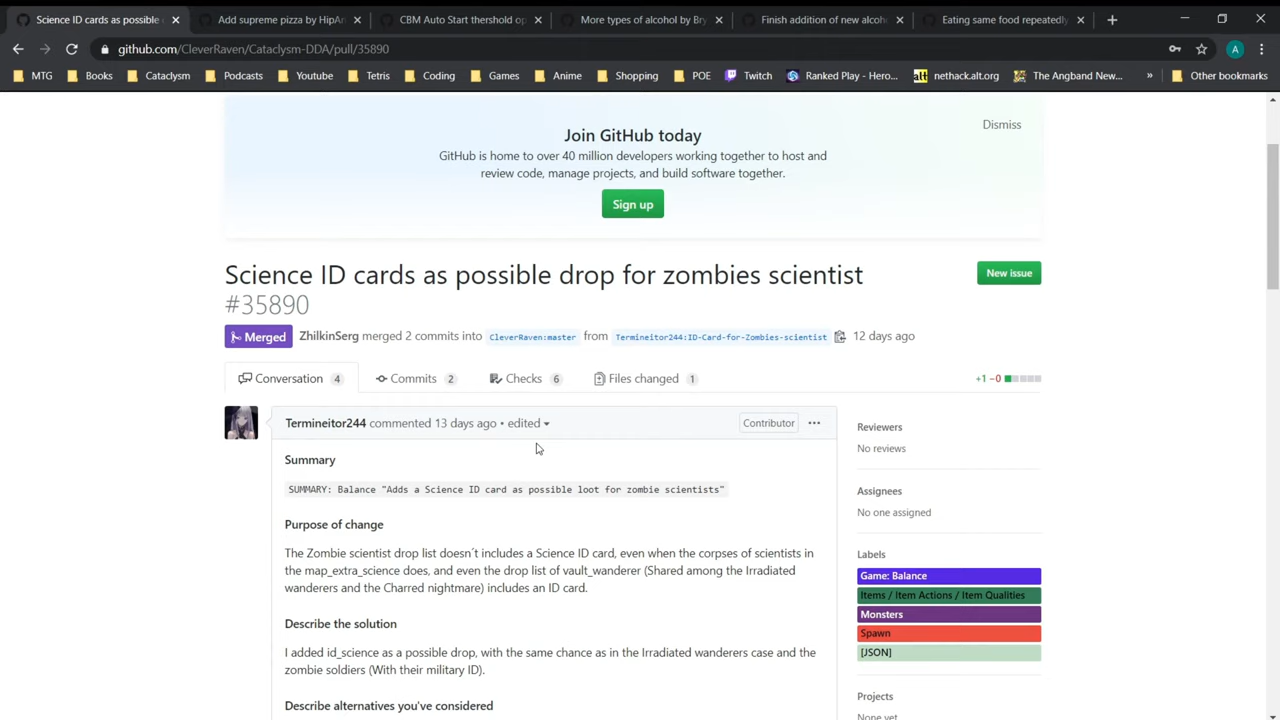 Science ID cards as possible
Add supreme pizza by HipAn
CBM Auto Start thershold op
More types of alcohol by Bry
Finish addition of new alcoh
Eating same food repeatedly
A
github.com/CleverRaven/Cataclysm-DDA/pull/35890
MTG
Books
Cataclysm
Podcasts
Youtube
Tetris
Coding
Games
Anime
Shopping
POE
Twitch
Ranked Play - Hero...
alt
nethack.alt.org
The Angband New...
»
Other bookmarks
Join GitHub today
Dismiss
GitHub is home to over 40 million developers working together to host and
review code, manage projects, and build software together.
Sign up
Science ID cards as possible drop for zombies scientist
#35890
New issue
Merged ZhilkinSerg merged 2 commits into CleverRaven:master from Termineitor244:ID-Card-for-Zombies-scientist 12 days ago
Conversation 4
Commits 2
Checks 6
Files changed 1
+1 −0
Termineitor244 commented 13 days ago • edited
Contributor
Summary
SUMMARY: Balance "Adds a Science ID card as possible loot for zombie scientists"
Purpose of change
The Zombie scientist drop list doesn´t includes a Science ID card, even when the corpses of scientists in
the map_extra_science does, and even the drop list of vault_wanderer (Shared among the Irradiated
wanderers and the Charred nightmare) includes an ID card.
Describe the solution
I added id_science as a possible drop, with the same chance as in the Irradiated wanderers case and the
zombie soldiers (With their military ID).
Describe alternatives you've considered
Reviewers
No reviews
Assignees
No one assigned
Labels
Game: Balance
Items / Item Actions / Item Qualities
Monsters
Spawn
[JSON]
Projects
None yet